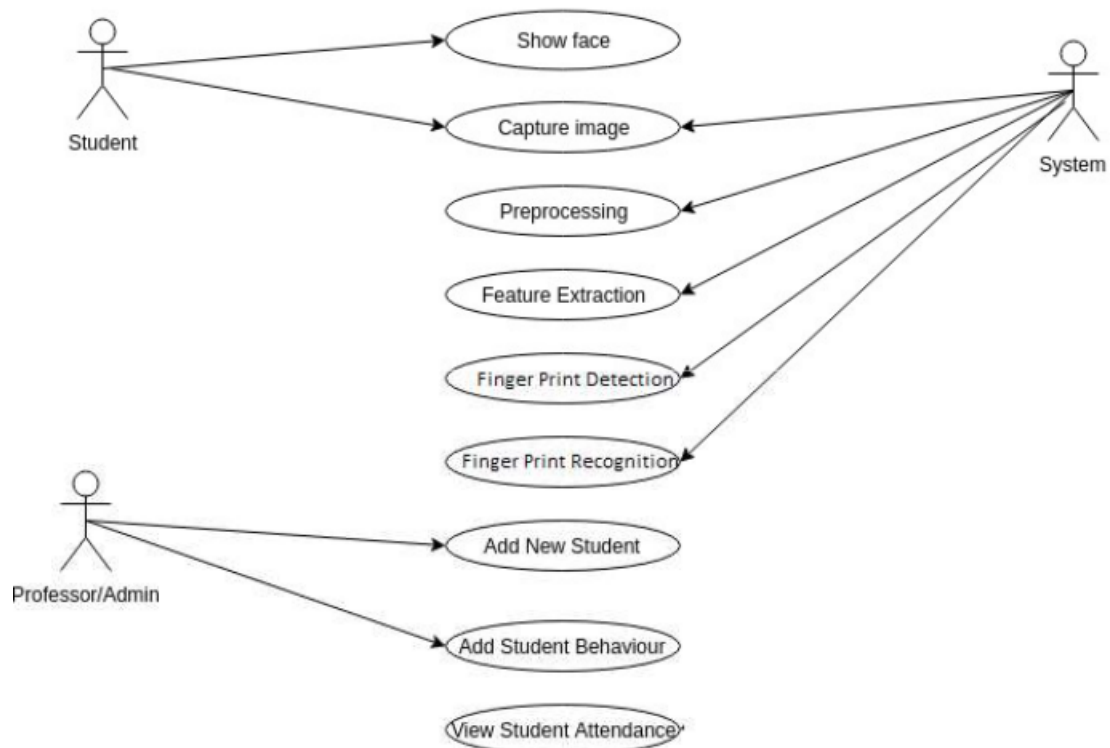 Show face
Student
Capture image
System
Preprocessing
Feature Extraction
Finger Print Detection
Finger Print Recognition
Add New Student
Professor/Admin
Add Student Behaviour
View Student Attendance